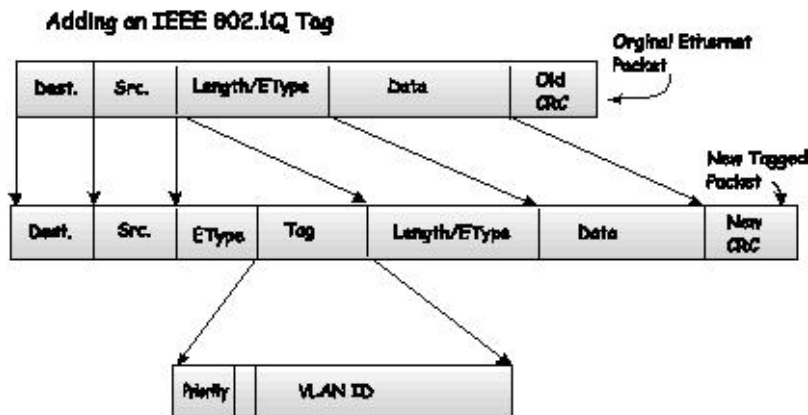 Adding an IEEE 802.1Q Tag
Orginal Ethernet
Packet
Dest. Src. Length/EType Data Old
CRC
New Tagged
Packet
Dest. Src. EType Tag Length/EType Data New
CRC
Priority VLAN ID